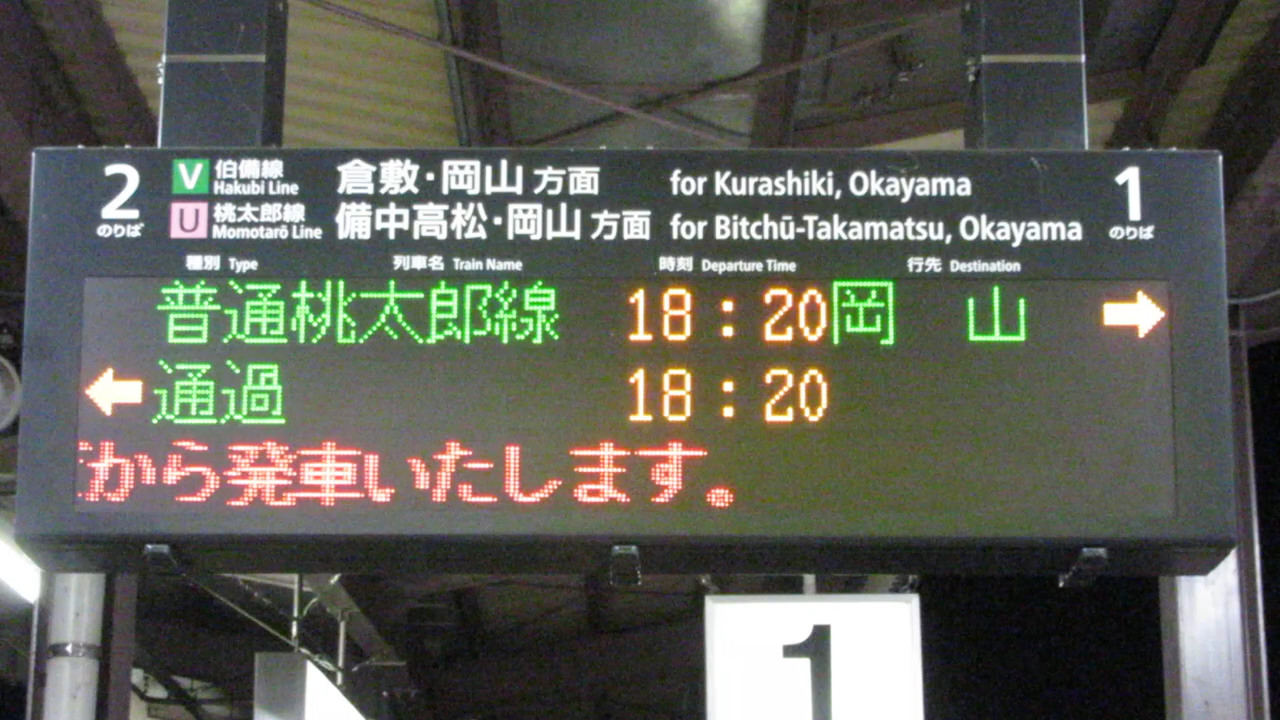 2 のりば
V 伯備線 Hakubi Line 倉敷・岡山 方面 for Kurashiki, Okayama
U 桃太郎線 Momotarō Line 備中高松・岡山 方面 for Bitchū-Takamatsu, Okayama
1 のりば
種別 Type 列車名 Train Name 時刻 Departure Time 行先 Destination
普通桃太郎線 18:20 岡 山 →
← 通過 18:20
から発車いたします。
1